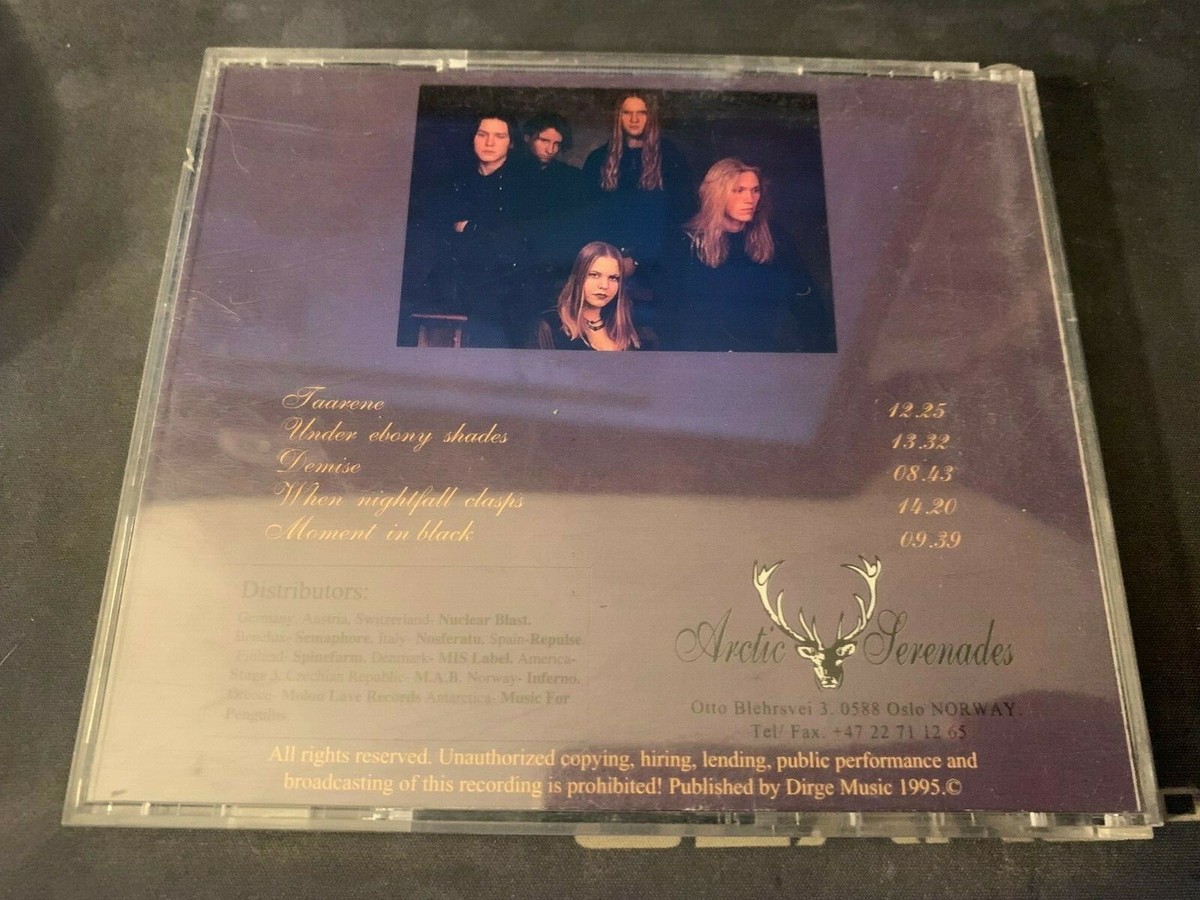 Taarene 12.25
Under ebony shades 13.32
Demise 08.43
When nightfall clasps 14.20
Moment in black 09.39
Distributors:
Germany, Austria, Switzerland- Nuclear Blast.
Benelux- Semaphore. Italy- Nosferatu. Spain-Repulse.
Finland- Spinefarm. Denmark- MIS Label. America-
Stage 3. Czechian Republic- M.A.B. Norway- Inferno.
Greece- Molon Lave Records Antarctica- Music For
Penguins
Arctic Serenades
Otto Blehrsvei 3. 0588 Oslo NORWAY.
Tel/ Fax. +47 22 71 12 65
All rights reserved. Unauthorized copying, hiring, lending, public performance and
broadcasting of this recording is prohibited! Published by Dirge Music 1995.©